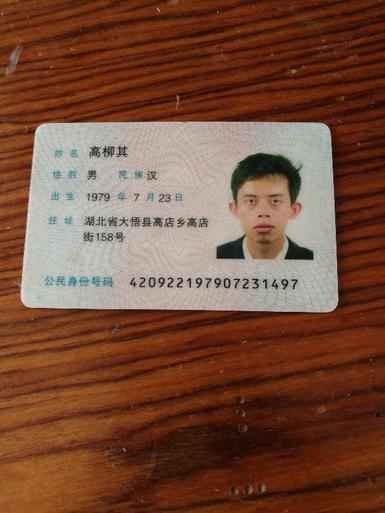 姓名 高柳其
性别 男 民族 汉
出生 1979 年 7 月 23 日
住址 湖北省大悟县高店乡高店
街158号
公民身份号码 420922197907231497